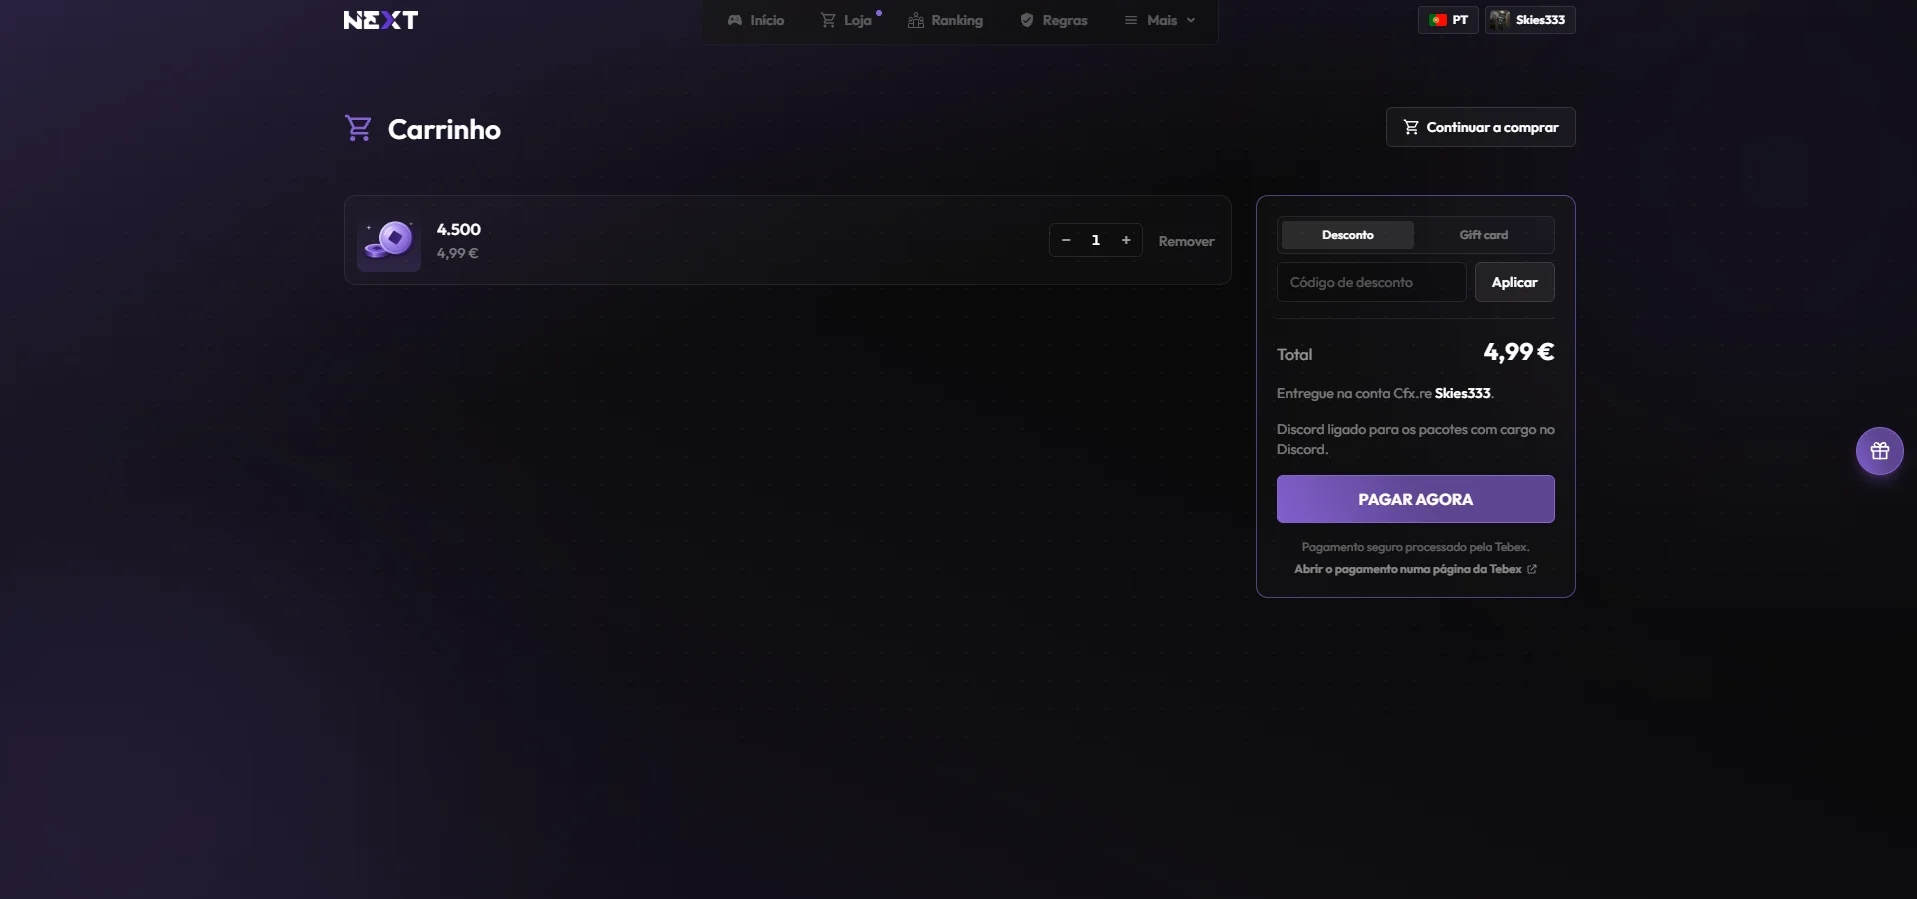 NEXT
Início
Loja
Ranking
Regras
Mais
PT
Skies333
Carrinho
Continuar a comprar
4.500
4,99 €
− 1 +
Remover
Desconto
Gift card
Código de desconto
Aplicar
Total
4,99 €
Entregue na conta Cfx.re Skies333.
Discord ligado para os pacotes com cargo no
Discord.
PAGAR AGORA
Pagamento seguro processado pela Tebex.
Abrir o pagamento numa página da Tebex